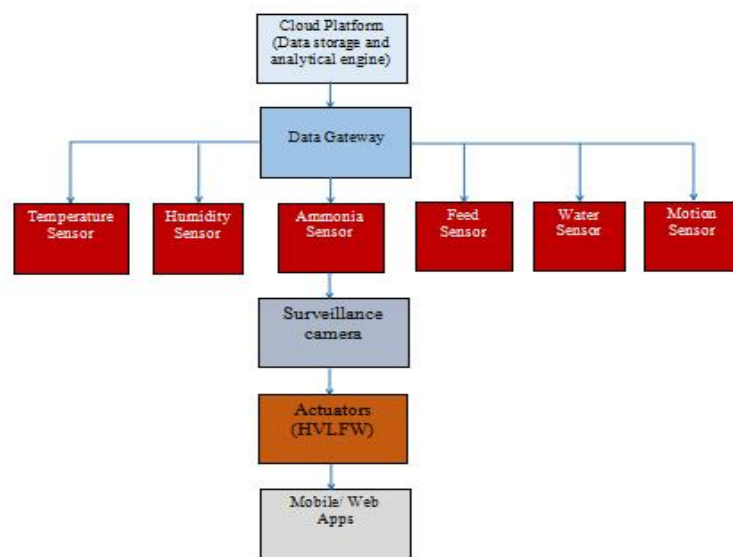 Cloud Platform
(Data storage and
analytical engine)
Data Gateway
Temperature
Sensor
Humidity
Sensor
Ammonia
Sensor
Feed
Sensor
Water
Sensor
Motion
Sensor
Surveillance
camera
Actuators
(HVLFW)
Mobile/ Web
Apps